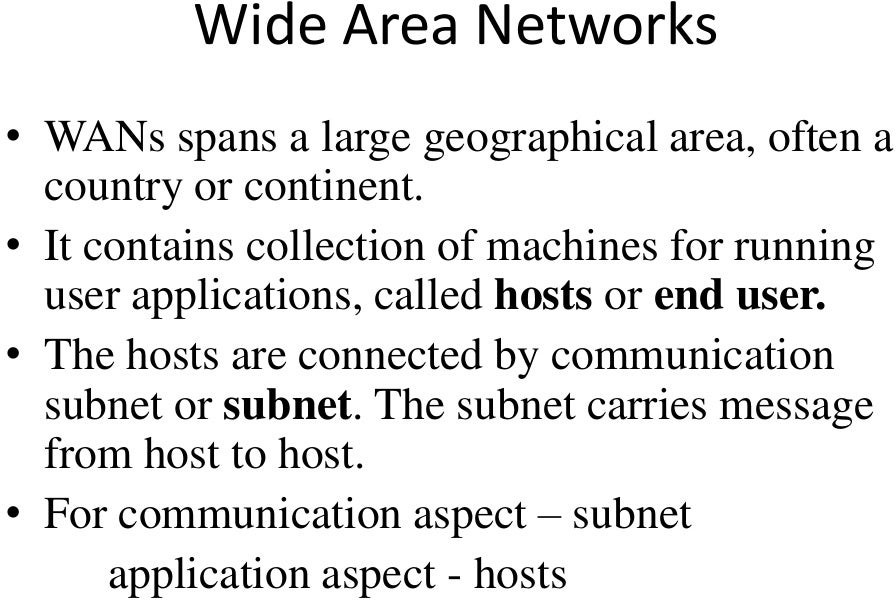 Wide Area Networks
• WANs spans a large geographical area, often a
country or continent.
• It contains collection of machines for running
user applications, called hosts or end user.
• The hosts are connected by communication
subnet or subnet. The subnet carries message
from host to host.
• For communication aspect – subnet
application aspect - hosts